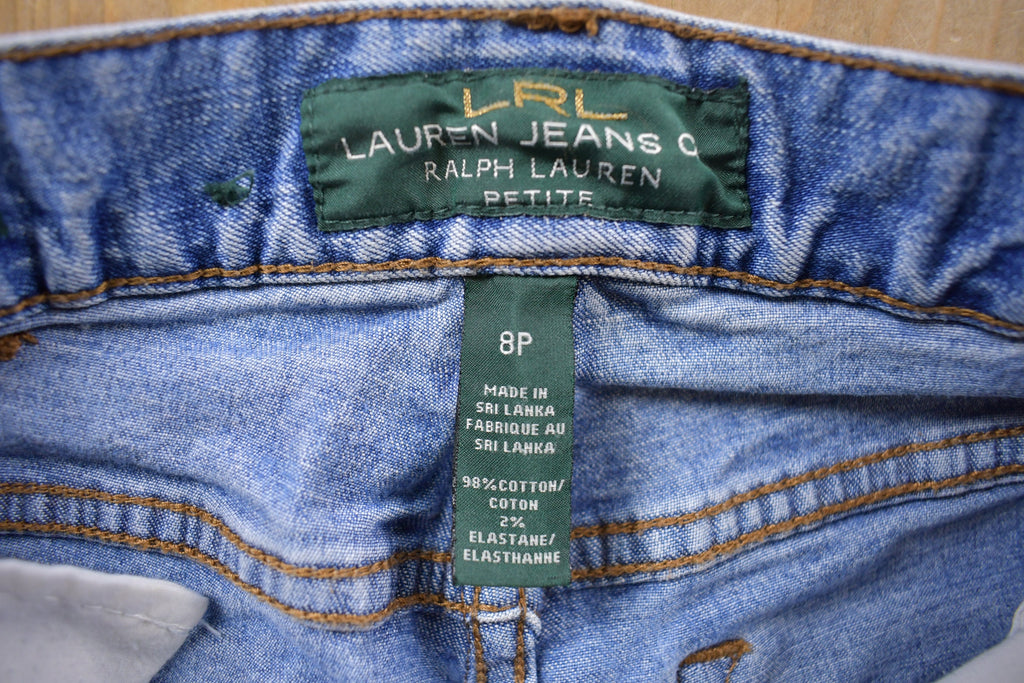 LRL
LAUREN JEANS C
RALPH LAUREN
PETITE
8P
MADE IN
SRI LANKA
FABRIQUE AU
SRI LANKA
98% COTTON/
COTON
2%
ELASTANE/
ELASTHANNE